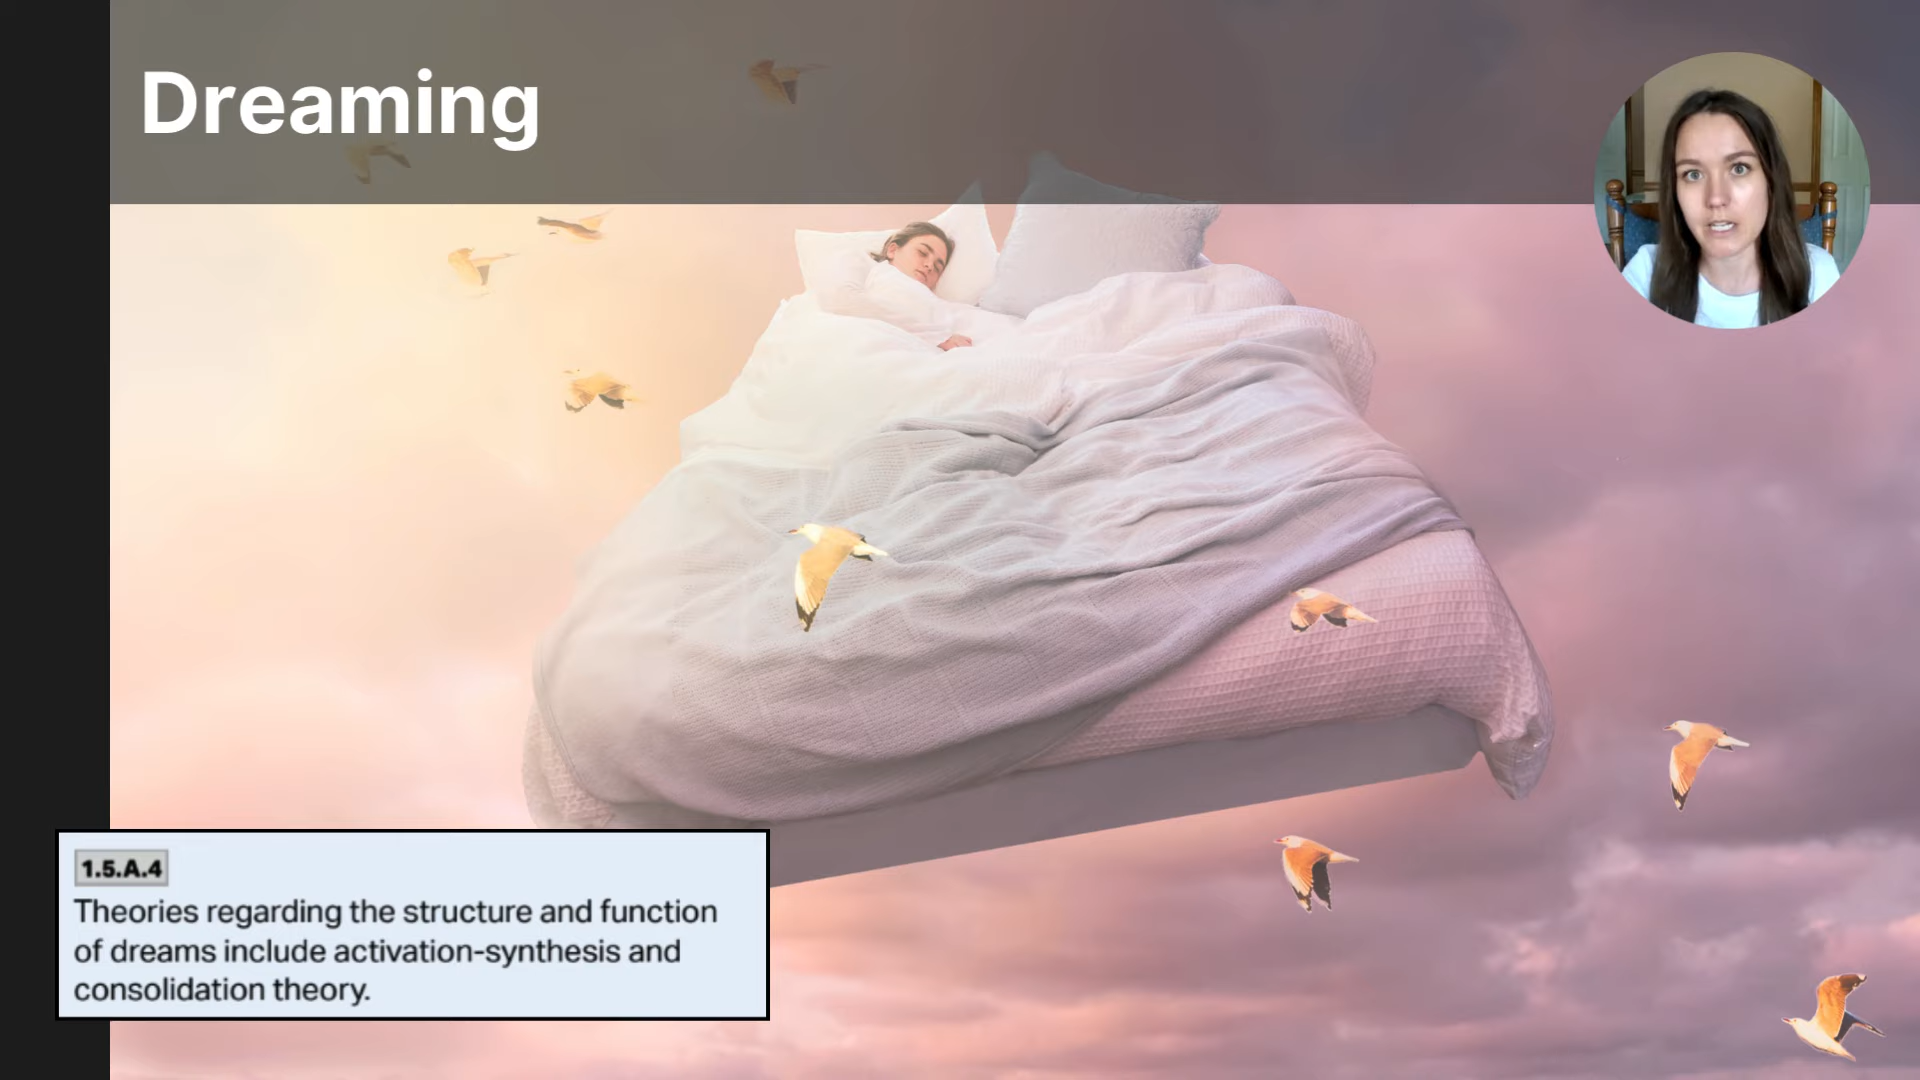 Dreaming
1.5.A.4
Theories regarding the structure and function
of dreams include activation-synthesis and
consolidation theory.